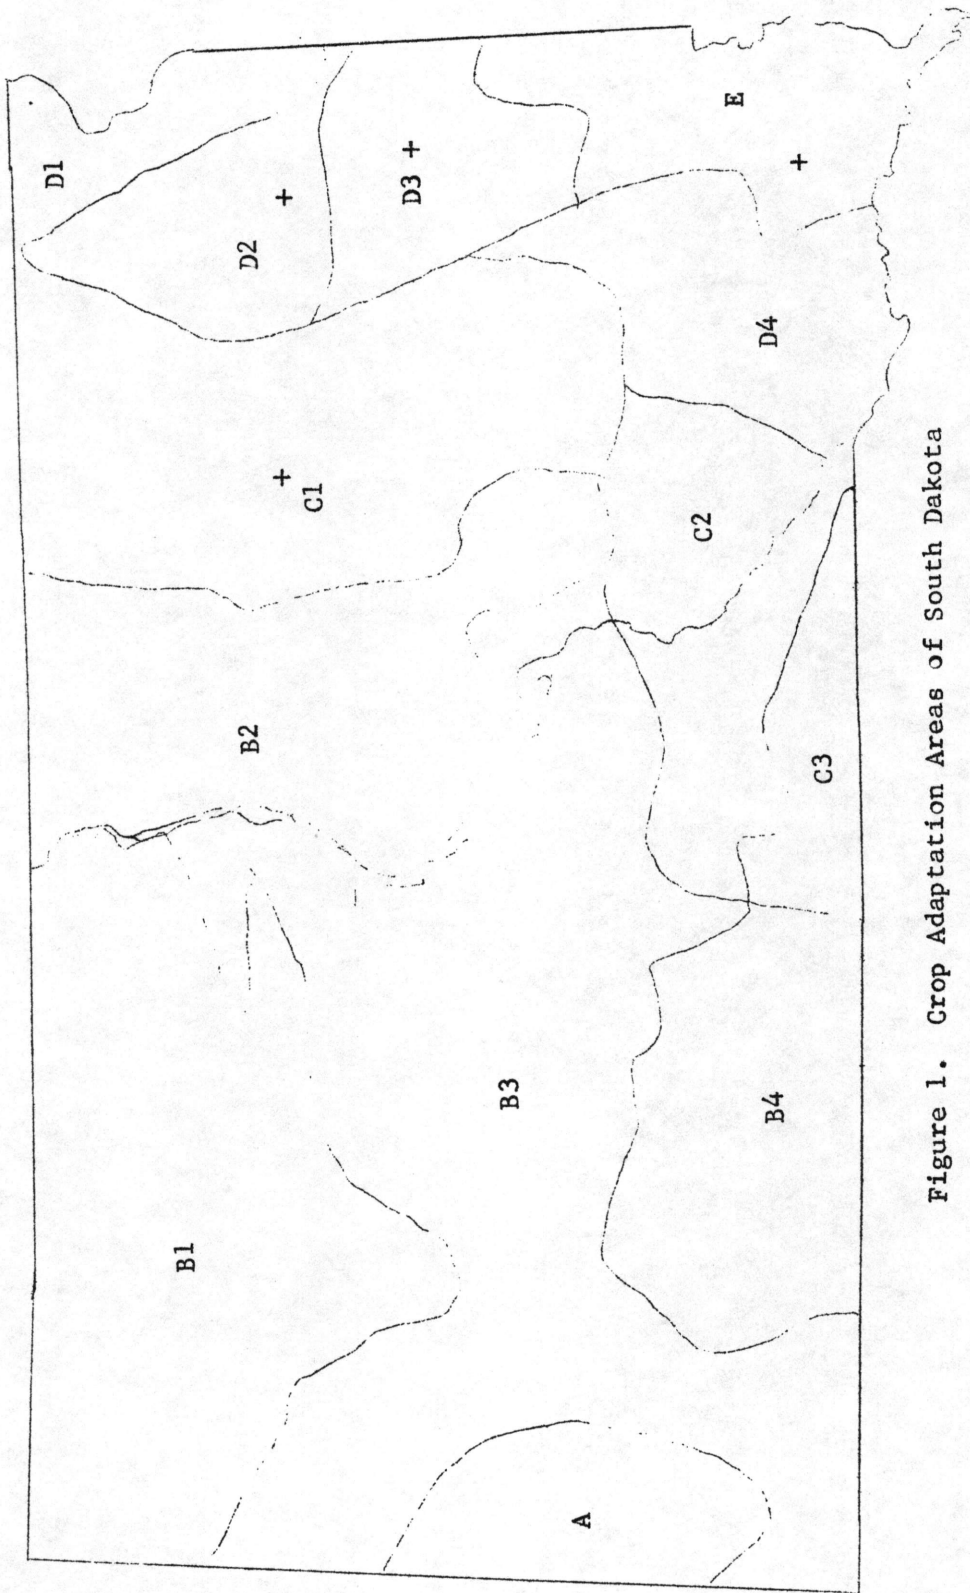 D1
D2
+
D3 +
E
+
C1
+
D4
C2
B2
C3
B1
B3
B4
A
Figure 1. Crop Adaptation Areas of South Dakota